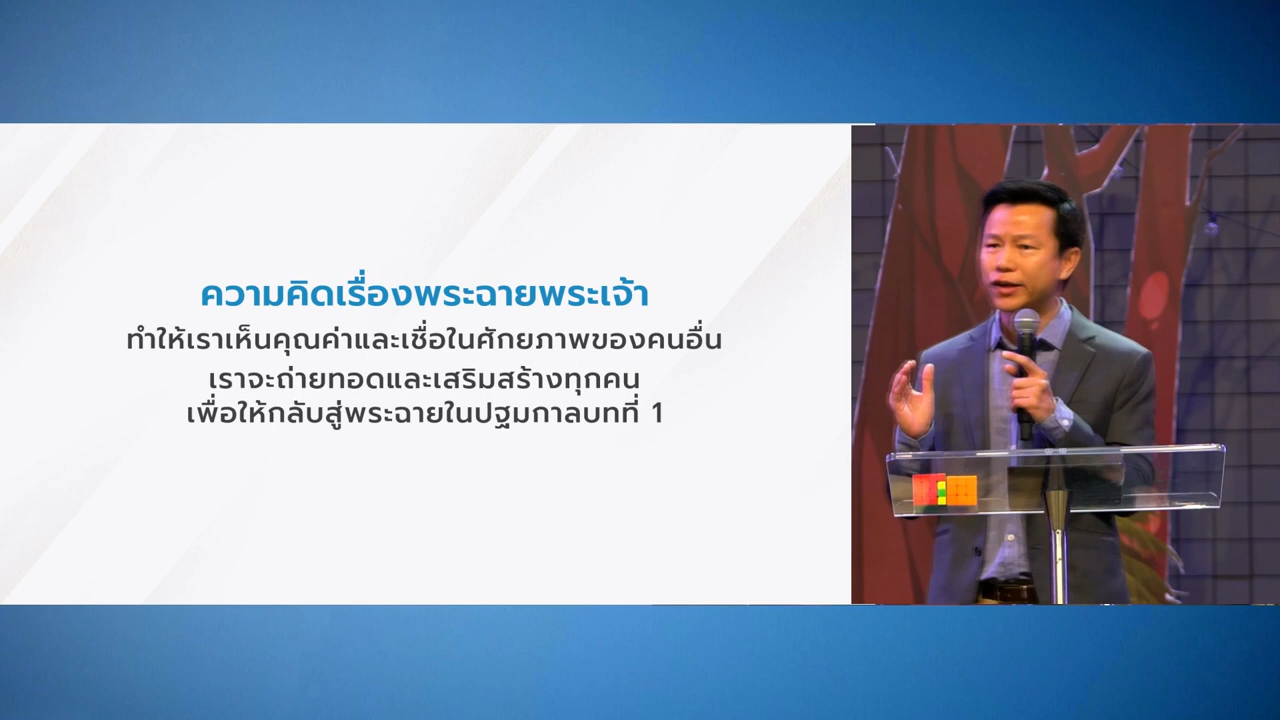 ความคิดเรื่องพระฉายพระเจ้า
ทำให้เราเห็นคุณค่าและเชื่อในศักยภาพของคนอื่น
เราจะถ่ายทอดและเสริมสร้างทุกคน
เพื่อให้กลับสู่พระฉายในปฐมกาลบทที่ 1